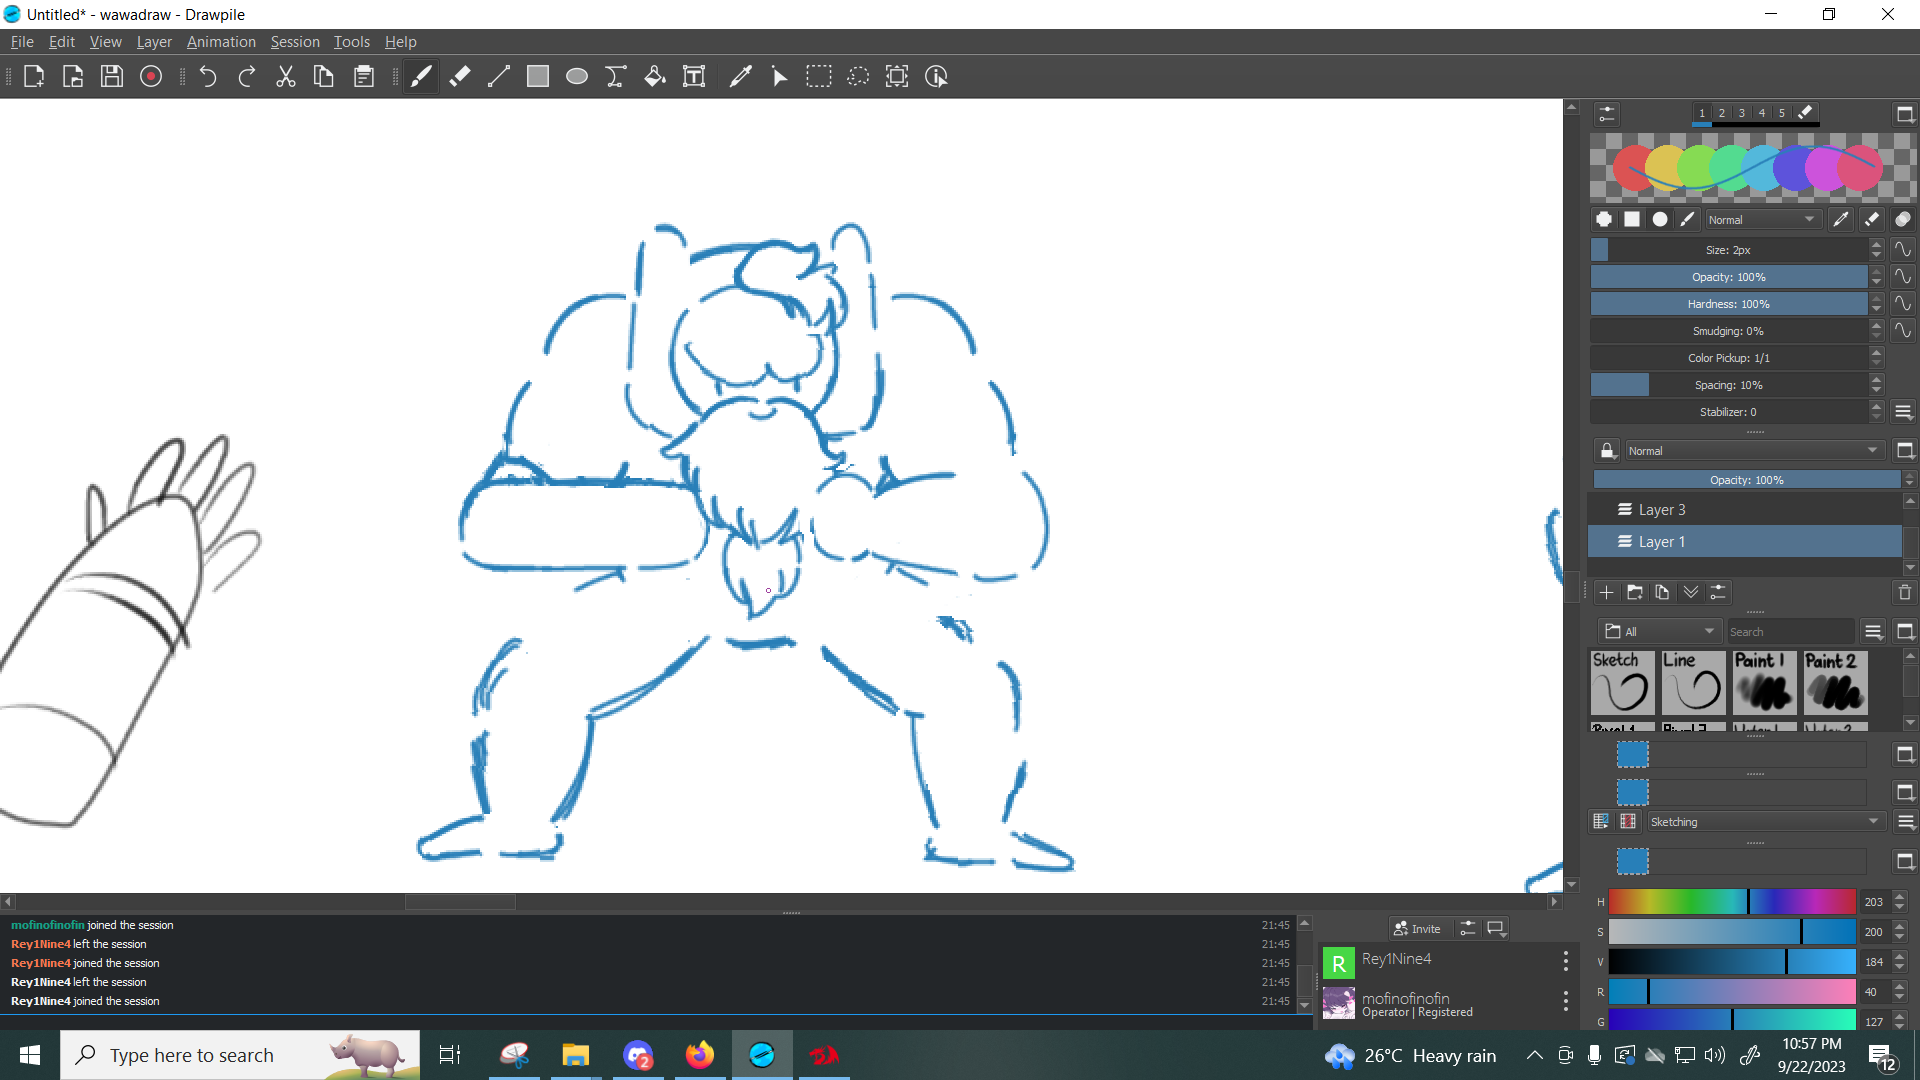 Untitled* - wawadraw - Drawpile
File Edit View Layer Animation Session Tools Help
1 2 3 4 5
Normal
Size: 2px
Opacity: 100%
Hardness: 100%
Smudging: 0%
Color Pickup: 1/1
Spacing: 10%
Stabilizer: 0
Normal
Opacity: 100%
Layer 3
Layer 1
All Search
Sketch Line Paint 1 Paint 2
Sketching
H 203
S 200
V 184
R 40
G 127
mofinofinofin joined the session 21:45
Rey1Nine4 left the session 21:45
Rey1Nine4 joined the session 21:45
Rey1Nine4 left the session 21:45
Rey1Nine4 joined the session 21:45
Invite
R Rey1Nine4
mofinofinofin
Operator | Registered
Type here to search
2
26°C Heavy rain
10:57 PM
9/22/2023
12